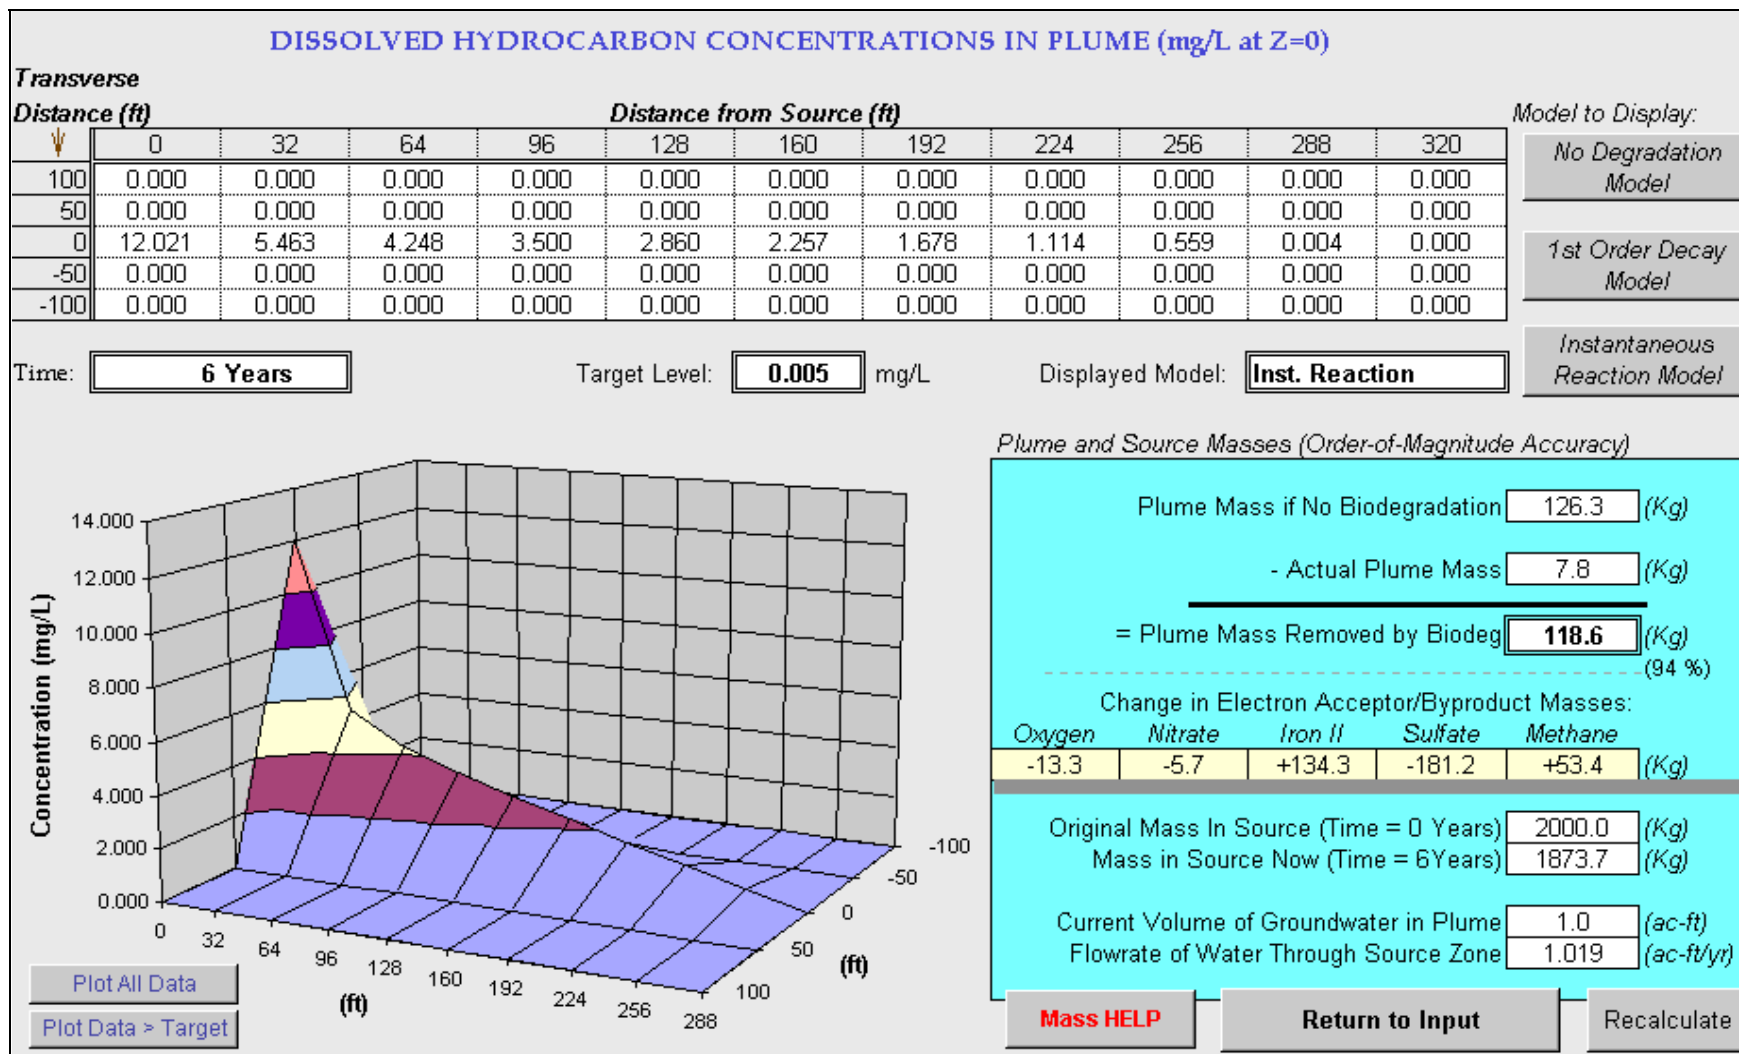 DISSOLVED HYDROCARBON CONCENTRATIONS IN PLUME (mg/L at Z=0)
Transverse
Distance (ft) Distance from Source (ft) Model to Display:
0 32 64 96 128 160 192 224 256 288 320
100 0.000 0.000 0.000 0.000 0.000 0.000 0.000 0.000 0.000 0.000 0.000
50 0.000 0.000 0.000 0.000 0.000 0.000 0.000 0.000 0.000 0.000 0.000
0 12.021 5.463 4.248 3.500 2.860 2.257 1.678 1.114 0.559 0.004 0.000
-50 0.000 0.000 0.000 0.000 0.000 0.000 0.000 0.000 0.000 0.000 0.000
-100 0.000 0.000 0.000 0.000 0.000 0.000 0.000 0.000 0.000 0.000 0.000
No Degradation
Model
1st Order Decay
Model
Instantaneous
Reaction Model
Time: 6 Years Target Level: 0.005 mg/L Displayed Model: Inst. Reaction
14.000
12.000
10.000
8.000
6.000
4.000
2.000
0.000
Concentration (mg/L)
0
32
64
96
128
160
192
224
256
288
(ft)
100
50
0
-50
-100
(ft)
Plot All Data
Plot Data > Target
Plume and Source Masses (Order-of-Magnitude Accuracy)
Plume Mass if No Biodegradation 126.3 (Kg)
- Actual Plume Mass 7.8 (Kg)
= Plume Mass Removed by Biodeg 118.6 (Kg)
(94 %)
Change in Electron Acceptor/Byproduct Masses:
Oxygen Nitrate Iron II Sulfate Methane
-13.3 -5.7 +134.3 -181.2 +53.4 (Kg)
Original Mass In Source (Time = 0 Years) 2000.0 (Kg)
Mass in Source Now (Time = 6Years) 1873.7 (Kg)
Current Volume of Groundwater in Plume 1.0 (ac-ft)
Flowrate of Water Through Source Zone 1.019 (ac-ft/yr)
Mass HELP Return to Input Recalculate